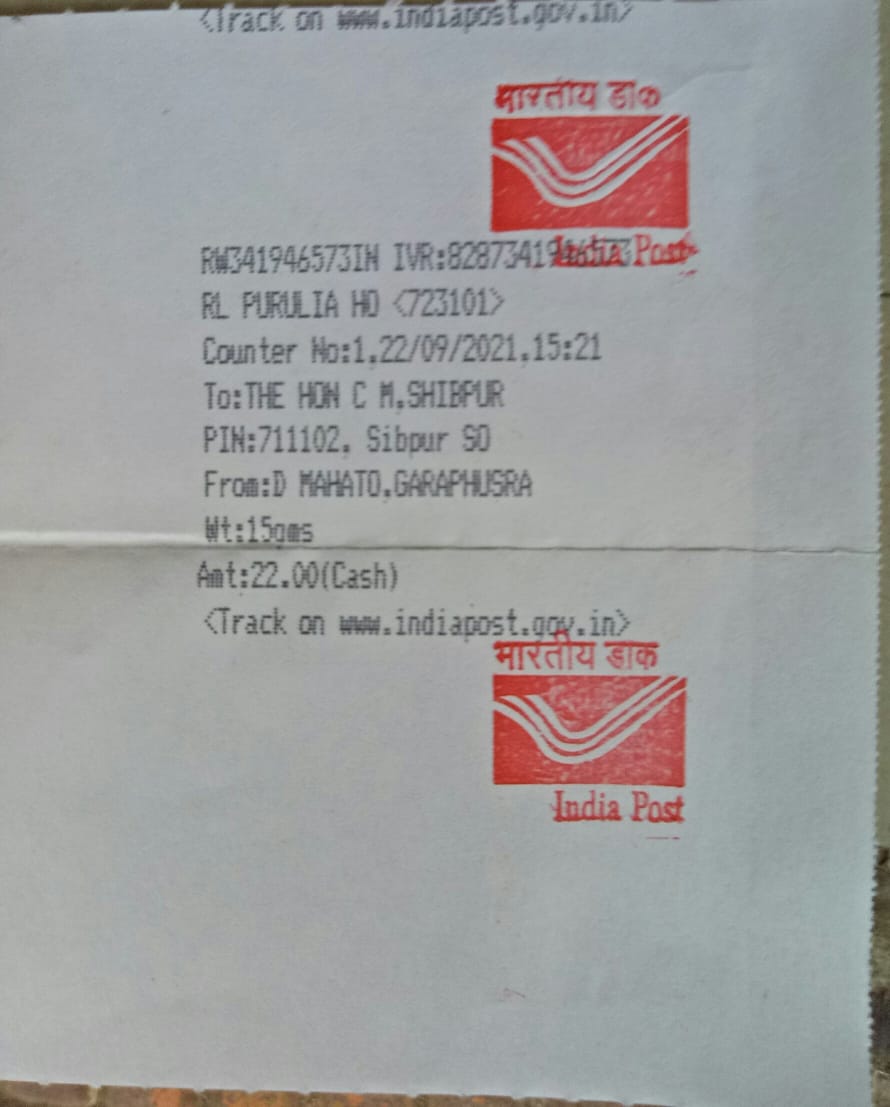 <Track on www.indiapost.gov.in>
भारतीय डाक
India Post
RW341946573IN IVR:8287341946573
RL PURULIA HO <723101>
Counter No:1,22/09/2021,15:21
To:THE HON C M,SHIBPUR
PIN:711102, Sibpur SO
From:D MAHATO,GARAPHUSRA
Wt:15gms
Amt:22.00(Cash)
<Track on www.indiapost.gov.in>
भारतीय डाक
India Post